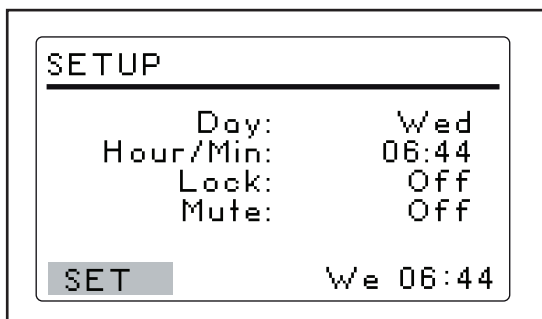 SETUP
Day: Wed
Hour/Min: 06:44
Lock: Off
Mute: Off
SET We 06:44